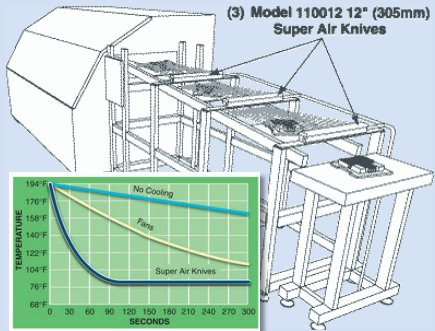 (3) Model 110012 12" (305mm)
Super Air Knives
194°F
176°F
158°F
140°F
122°F
104°F
76°F
68°F
TEMPERATURE
No Cooling
Fans
Super Air Knives
0 30 60 90 120 150 180 210 240 270 300
SECONDS